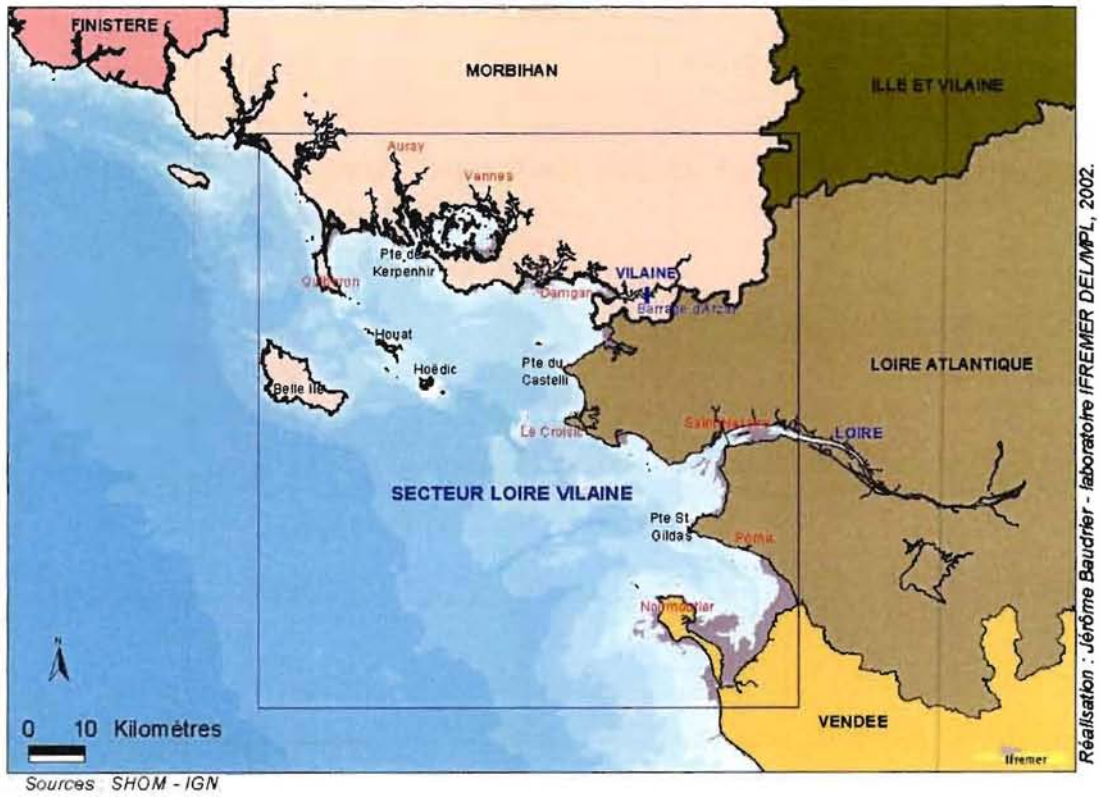 FINISTERE
MORBIHAN
ILLE ET VILAINE
Auray
Vannes
Pte de
Kerpenhir
Quiberon
Damgan
VILAINE
Barrage d'Arzal
Houat
Hoëdic
Belle Ile
Pte du
Castelli
LOIRE ATLANTIQUE
Le Croisic
Saint Nazaire
LOIRE
SECTEUR LOIRE VILAINE
Pte St
Gildas
Pornic
Noirmoutier
VENDEE
N
0 10 Kilomètres
Ifremer
Sources : SHOM - IGN
Réalisation : Jérôme Baudrier - laboratoire IFREMER DEL/MPL, 2002.